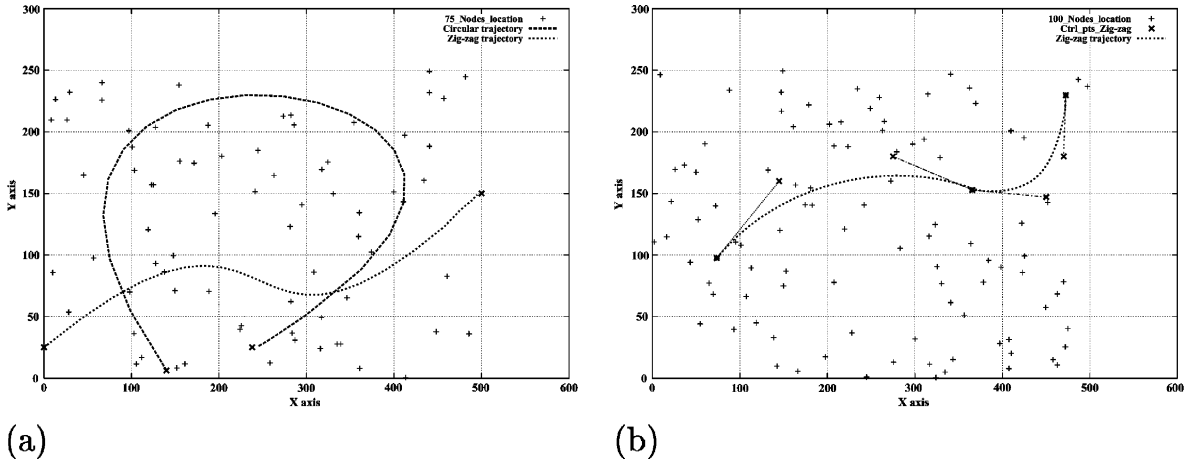 300
250
200
150
100
50
0
Y axis
0
100
200
300
400
500
600
X axis
75_Nodes_location
Circular trajectory
Zig-zag trajectory
(a)
300
250
200
150
100
50
0
Y axis
0
100
200
300
400
500
600
X axis
100_Nodes_location
Ctrl_pts_Zig-zag
Zig-zag trajectory
(b)